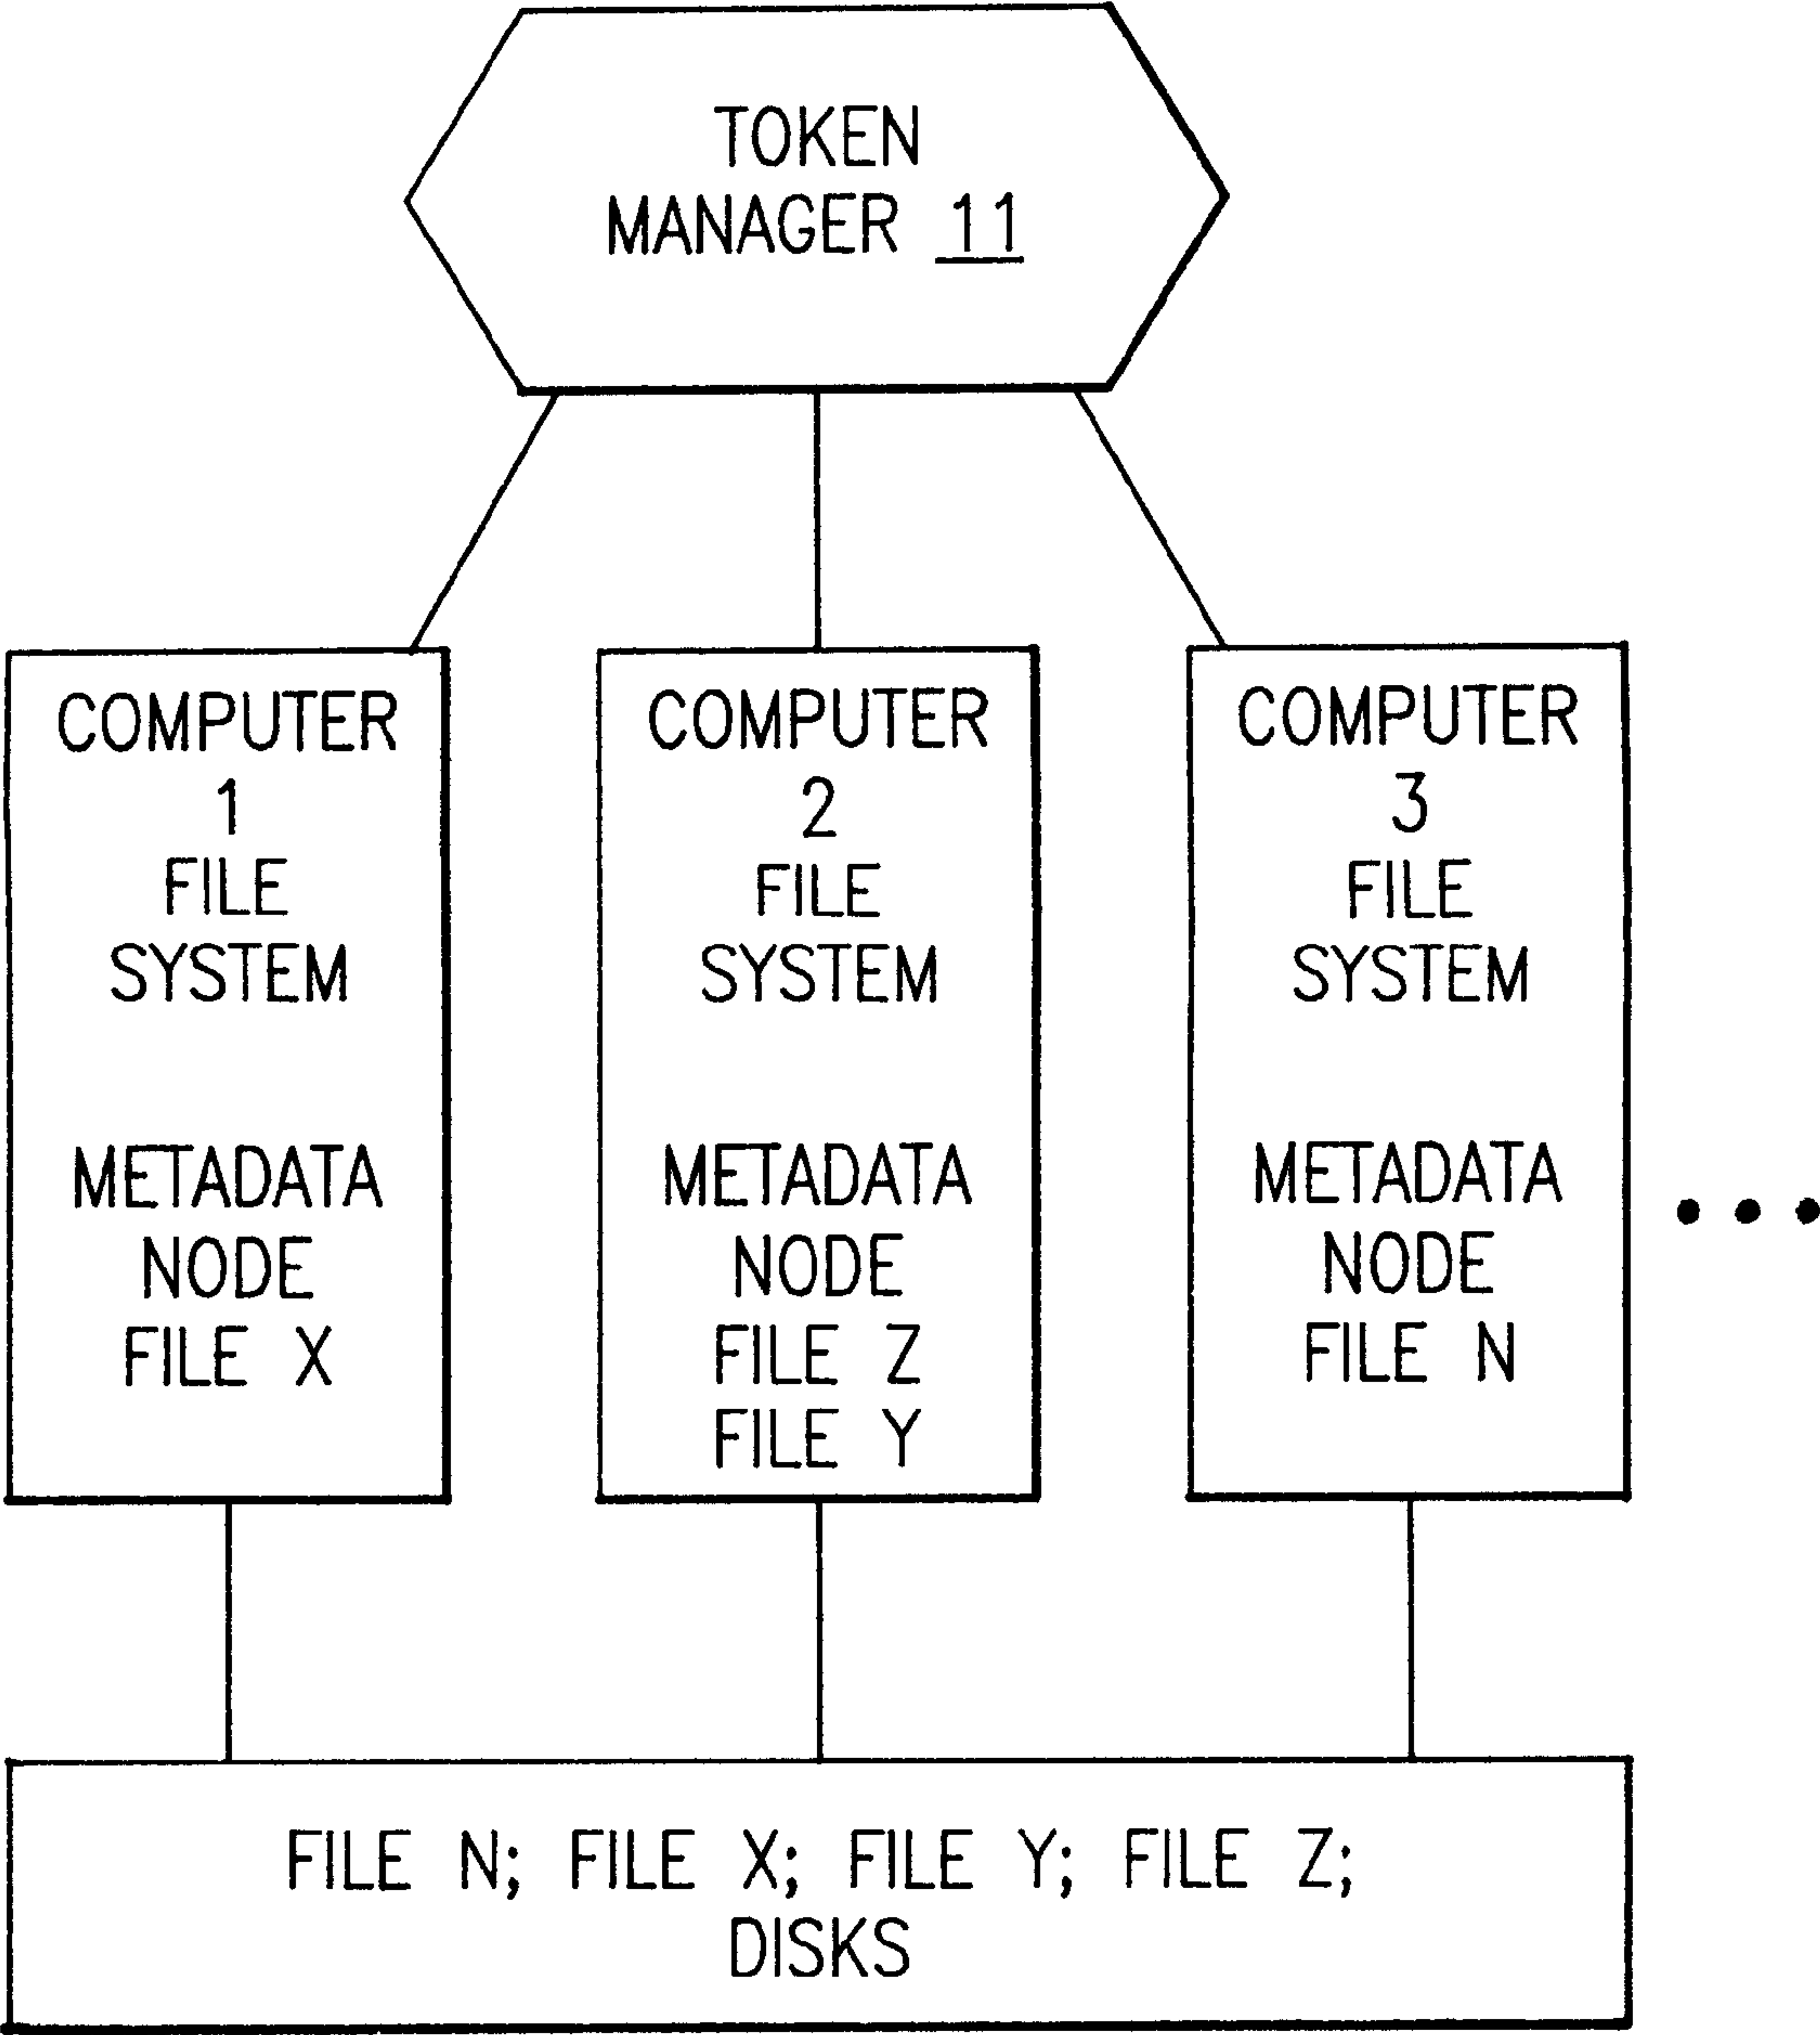 TOKEN
MANAGER 11
COMPUTER
1
FILE
SYSTEM
METADATA
NODE
FILE X
COMPUTER
2
FILE
SYSTEM
METADATA
NODE
FILE Z
FILE Y
COMPUTER
3
FILE
SYSTEM
METADATA
NODE
FILE N
FILE N; FILE X; FILE Y; FILE Z;
DISKS